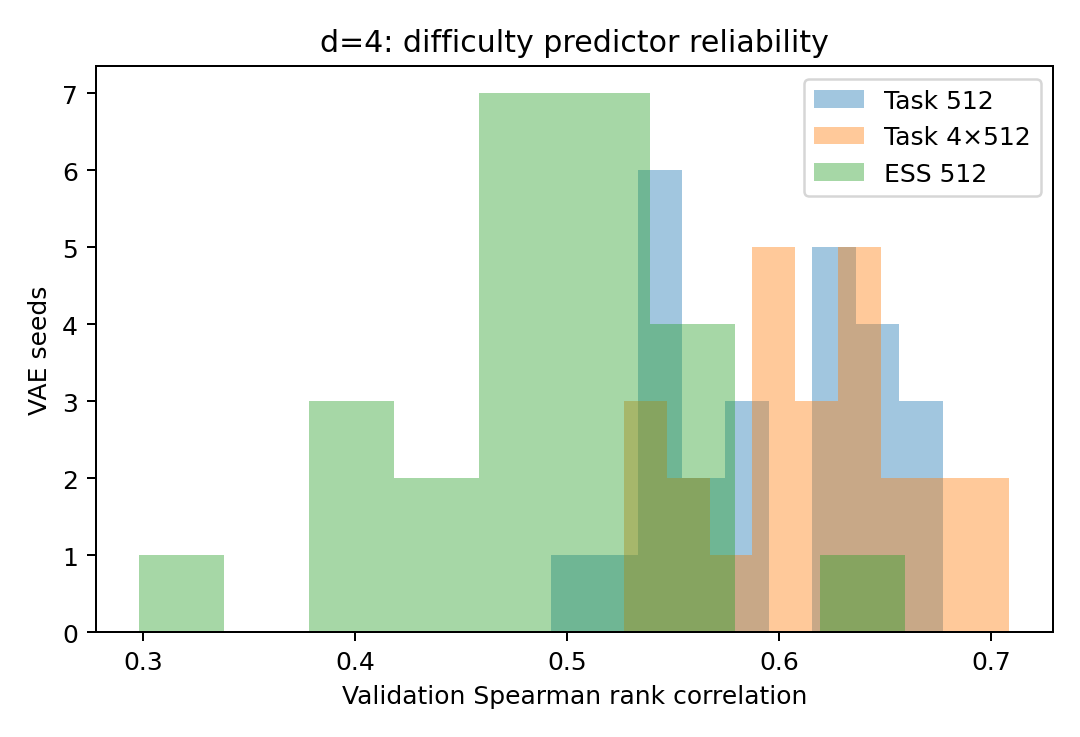 d=4: difficulty predictor reliability
Task 512
Task 4×512
ESS 512
7
6
5
4
3
2
1
0
VAE seeds
0.3 0.4 0.5 0.6 0.7
Validation Spearman rank correlation